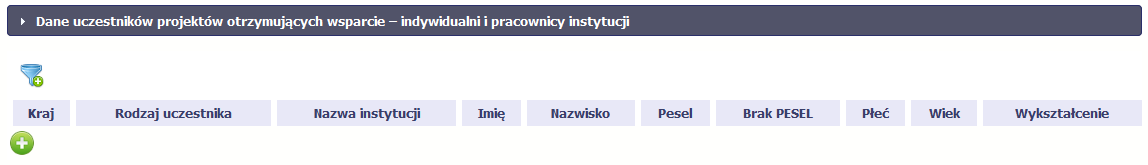 Dane uczestników projektów otrzymujących wsparcie – indywidualni i pracownicy instytucji
Kraj Rodzaj uczestnika Nazwa instytucji Imię Nazwisko Pesel Brak PESEL Płeć Wiek Wykształcenie